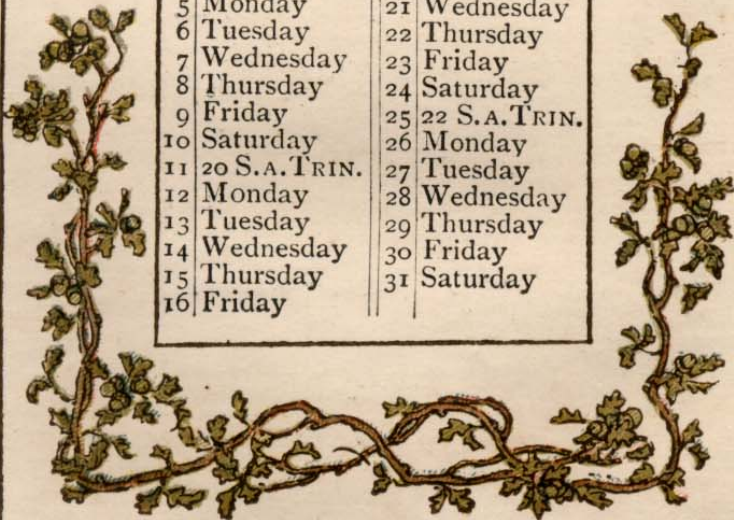 5 Monday
6 Tuesday
7 Wednesday
8 Thursday
9 Friday
10 Saturday
11 20 S.A.TRIN.
12 Monday
13 Tuesday
14 Wednesday
15 Thursday
16 Friday
21 Wednesday
22 Thursday
23 Friday
24 Saturday
25 22 S.A.TRIN.
26 Monday
27 Tuesday
28 Wednesday
29 Thursday
30 Friday
31 Saturday